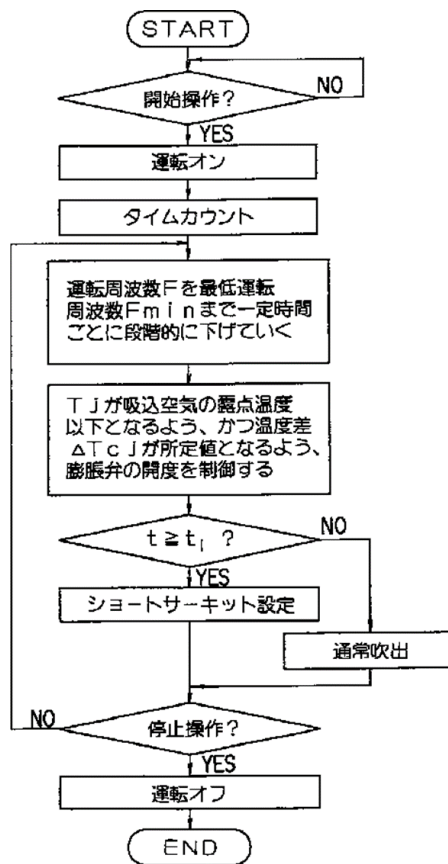 START
開始操作?
NO
YES
運転オン
タイムカウント
運転周波数Fを最低運転
周波数Fminまで一定時間
ごとに段階的に下げていく
Tjが吸込空気の露点温度
以下となるよう、かつ温度差
ΔTcjが所定値となるよう、
膨脹弁の開度を制御する
t≧t₁ ?
NO
YES
ショートサーキット設定
通常吹出
停止操作?
NO
YES
運転オフ
END